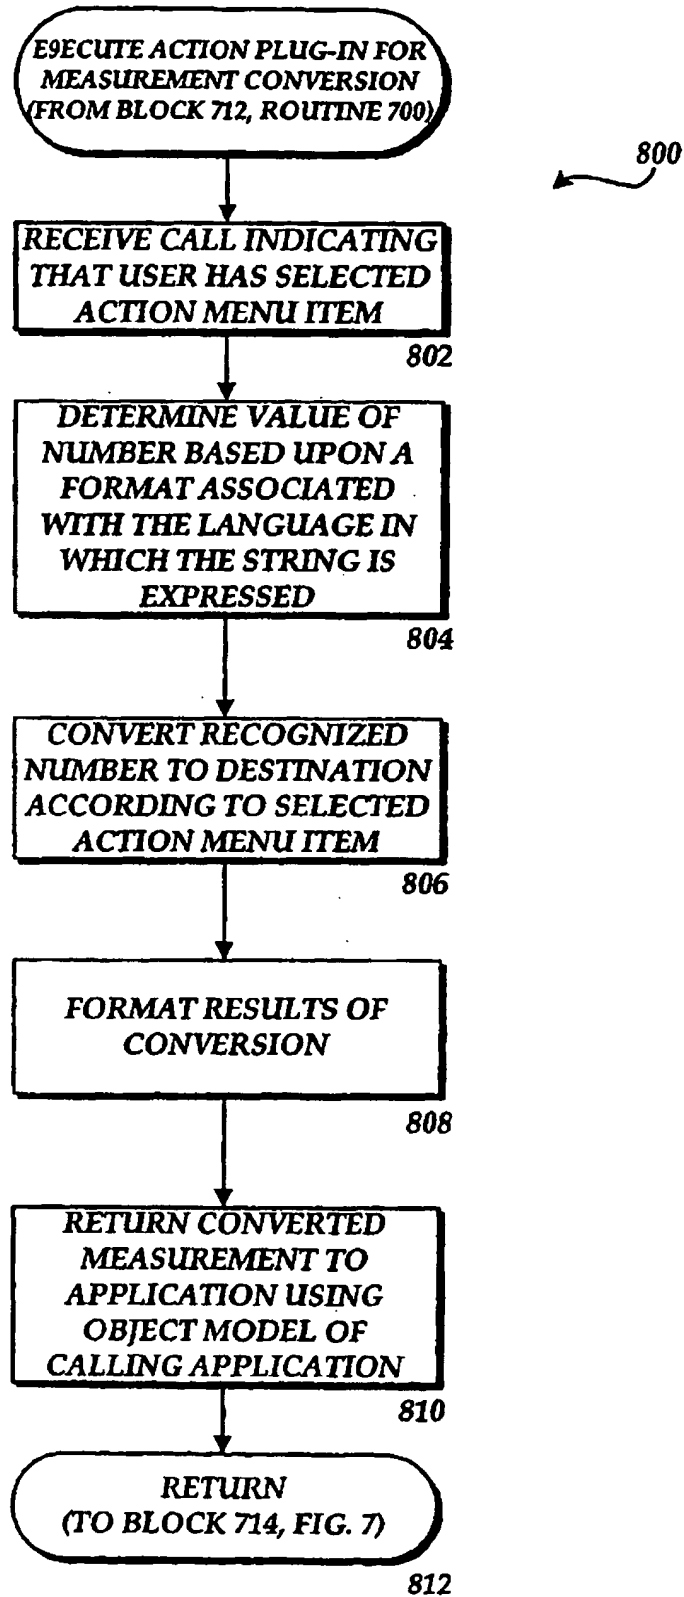 E9ECUTE ACTION PLUG-IN FOR
MEASUREMENT CONVERSION
(FROM BLOCK 712, ROUTINE 700)
800
RECEIVE CALL INDICATING
THAT USER HAS SELECTED
ACTION MENU ITEM
802
DETERMINE VALUE OF
NUMBER BASED UPON A
FORMAT ASSOCIATED
WITH THE LANGUAGE IN
WHICH THE STRING IS
EXPRESSED
804
CONVERT RECOGNIZED
NUMBER TO DESTINATION
ACCORDING TO SELECTED
ACTION MENU ITEM
806
FORMAT RESULTS OF
CONVERSION
808
RETURN CONVERTED
MEASUREMENT TO
APPLICATION USING
OBJECT MODEL OF
CALLING APPLICATION
810
RETURN
(TO BLOCK 714, FIG. 7)
812